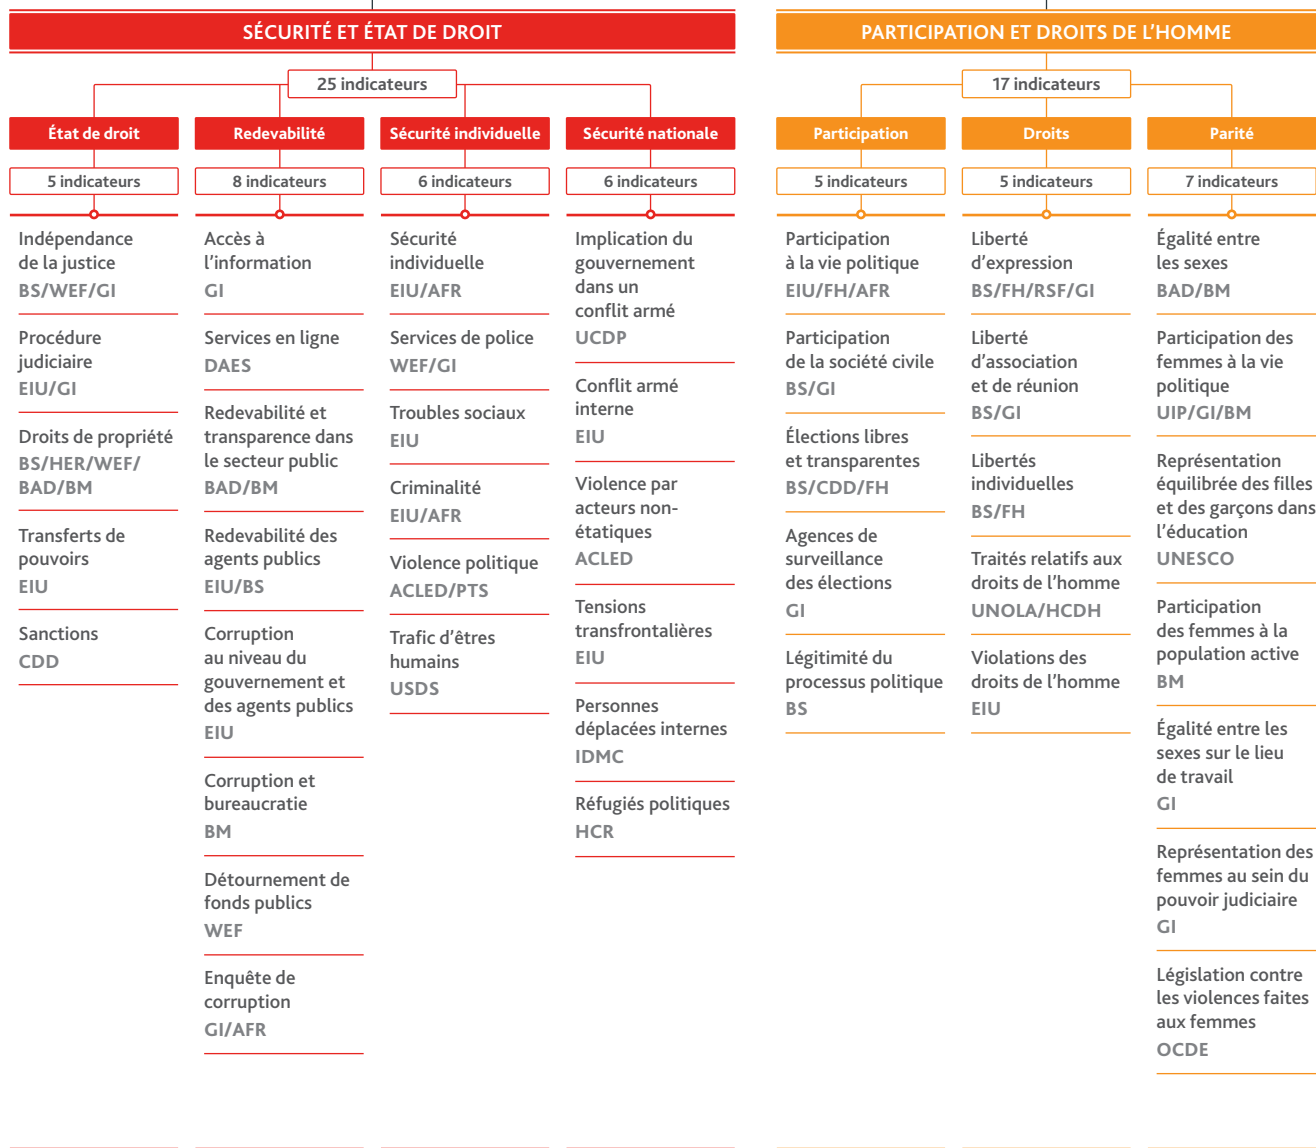 SÉCURITÉ ET ÉTAT DE DROIT
25 indicateurs
État de droit
5 indicateurs
Indépendance
de la justice
BS/WEF/GI
Procédure
judiciaire
EIU/GI
Droits de propriété
BS/HER/WEF/
BAD/BM
Transferts de
pouvoirs
EIU
Sanctions
CDD
Redevabilité
8 indicateurs
Accès à
l'information
GI
Services en ligne
DAES
Redevabilité et
transparence dans
le secteur public
BAD/BM
Redevabilité des
agents publics
EIU/BS
Corruption
au niveau du
gouvernement et
des agents publics
EIU
Corruption et
bureaucratie
BM
Détournement de
fonds publics
WEF
Enquête de
corruption
GI/AFR
Sécurité individuelle
6 indicateurs
Sécurité
individuelle
EIU/AFR
Services de police
WEF/GI
Troubles sociaux
EIU
Criminalité
EIU/AFR
Violence politique
ACLED/PTS
Trafic d'êtres
humains
USDS
Sécurité nationale
6 indicateurs
Implication du
gouvernement
dans un
conflit armé
UCDP
Conflit armé
interne
EIU
Violence par
acteurs non-
étatiques
ACLED
Tensions
transfrontalières
EIU
Personnes
déplacées internes
IDMC
Réfugiés politiques
HCR
PARTICIPATION ET DROITS DE L'HOMME
17 indicateurs
Participation
5 indicateurs
Participation
à la vie politique
EIU/FH/AFR
Participation
de la société civile
BS/GI
Élections libres
et transparentes
BS/CDD/FH
Agences de
surveillance
des élections
GI
Légitimité du
processus politique
BS
Droits
5 indicateurs
Liberté
d'expression
BS/FH/RSF/GI
Liberté
d'association
et de réunion
BS/GI
Libertés
individuelles
BS/FH
Traités relatifs aux
droits de l'homme
UNOLA/HCDH
Violations des
droits de l'homme
EIU
Parité
7 indicateurs
Égalité entre
les sexes
BAD/BM
Participation des
femmes à la vie
politique
UIP/GI/BM
Représentation
équilibrée des filles
et des garçons dans
l'éducation
UNESCO
Participation
des femmes à la
population active
BM
Égalité entre les
sexes sur le lieu
de travail
GI
Représentation des
femmes au sein du
pouvoir judiciaire
GI
Législation contre
les violences faites
aux femmes
OCDE